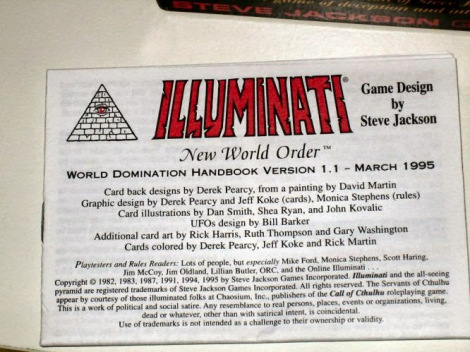 STEVE JACKSON G
ILLUMINATI®
Game Design
by
Steve Jackson
New World Order™
WORLD DOMINATION HANDBOOK VERSION 1.1 – MARCH 1995
Card back designs by Derek Pearcy, from a painting by David Martin
Graphic design by Derek Pearcy and Jeff Koke (cards), Monica Stephens (rules)
Card illustrations by Dan Smith, Shea Ryan, and John Kovalic
UFOs design by Bill Barker
Additional card art by Rick Harris, Ruth Thompson and Gary Washington
Cards colored by Derek Pearcy, Jeff Koke and Rick Martin
Playtesters and Rules Readers: Lots of people, but especially Mike Ford, Monica Stephens, Scott Haring,
Jim McCoy, Jim Oldland, Lillian Butler, ORC, and the Online Illuminati . . .
Copyright © 1982, 1983, 1987, 1991, 1994, 1995 by Steve Jackson Games Incorporated. Illuminati and the all-seeing
pyramid are registered trademarks of Steve Jackson Games Incorporated. All rights reserved. The Servants of Cthulhu
appear by courtesy of those illuminated folks at Chaosium, Inc., publishers of the Call of Cthulhu roleplaying game.
This is a work of political and social satire. Any resemblance to real persons, places, events or organizations, living,
dead or whatever, other than with satirical intent, is coincidental.
Use of trademarks is not intended as a challenge to their ownership or validity.